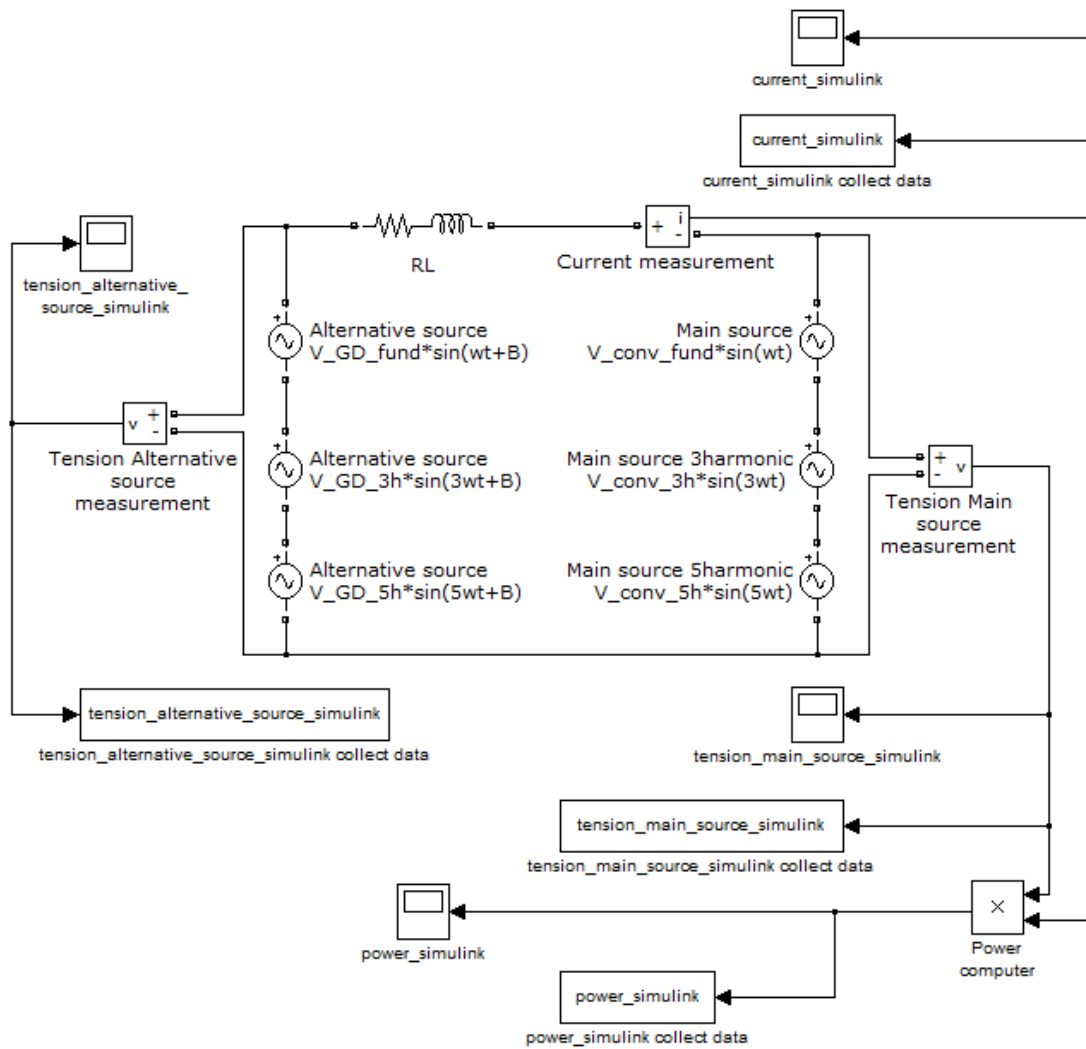 current_simulink
current_simulink
current_simulink collect data
+ i -
RL
Current measurement
tension_alternative_
source_simulink
+
Alternative source
V_GD_fund*sin(wt+B)
+
Main source
V_conv_fund*sin(wt)
v + -
Tension Alternative
source
measurement
+
Alternative source
V_GD_3h*sin(3wt+B)
+
Main source 3harmonic
V_conv_3h*sin(3wt)
+ - v
Tension Main
source
measurement
+
Alternative source
V_GD_5h*sin(5wt+B)
+
Main source 5harmonic
V_conv_5h*sin(5wt)
tension_alternative_source_simulink
tension_alternative_source_simulink collect data
tension_main_source_simulink
tension_main_source_simulink
tension_main_source_simulink collect data
×
Power
computer
power_simulink
power_simulink
power_simulink collect data